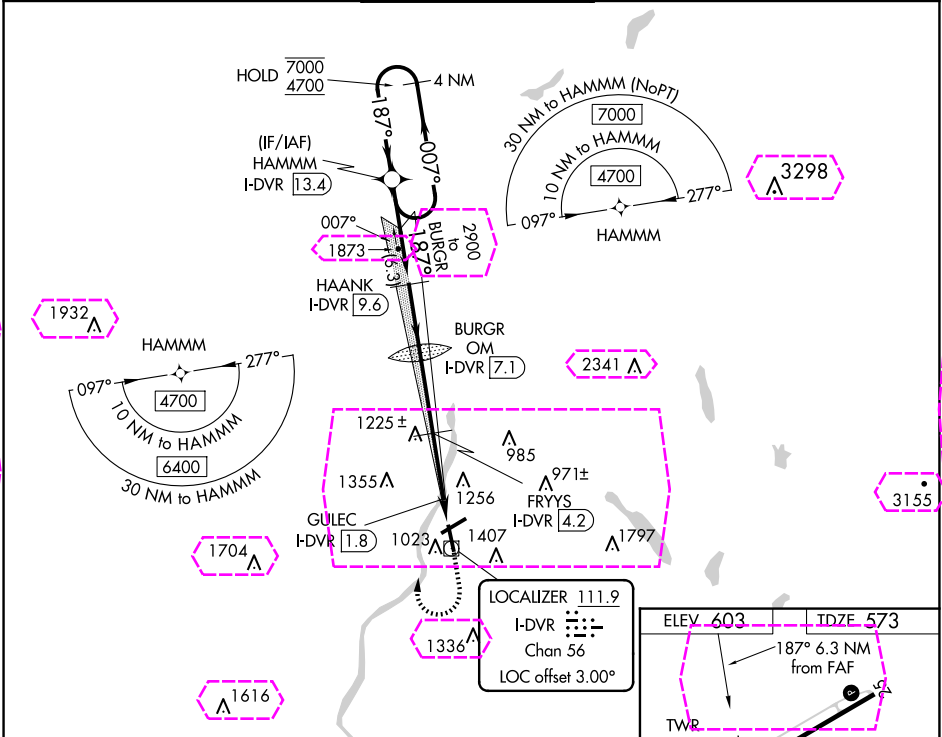 HOLD 7000
4700
4 NM
187°
007°
(IF/IAF)
HAMMM
I-DVR 13.4
30 NM to HAMMM (NoPT)
7000
10 NM to HAMMM
4700
097°
277°
HAMMM
3298
007°
1873
(6.3)
187°
2900
to
BURGR
HAANK
I-DVR 9.6
1932
BURGR
OM
I-DVR 7.1
2341
HAMMM
097°
277°
4700
10 NM to HAMMM
6400
30 NM to HAMMM
1225 ±
985
1355
1256
971±
FRYYS
I-DVR 4.2
3155
GULEC
I-DVR 1.8
1023
1407
1797
1704
1336
1616
LOCALIZER 111.9
I-DVR
Chan 56
LOC offset 3.00°
ELEV 603
TDZE 573
187° 6.3 NM
from FAF
P
25
TWR